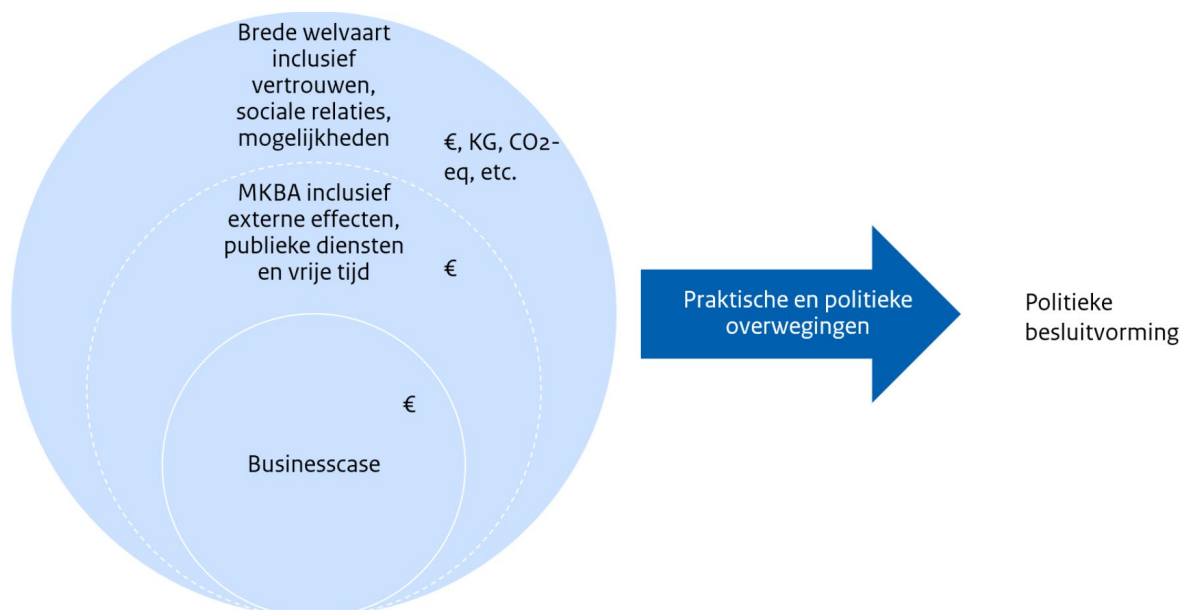 Brede welvaart
inclusief
vertrouwen,
sociale relaties,
mogelijkheden
€, KG, CO2-
eq, etc.
MKBA inclusief
externe effecten,
publieke diensten
en vrije tijd
€
€
Businesscase
Praktische en politieke
overwegingen
Politieke
besluitvorming